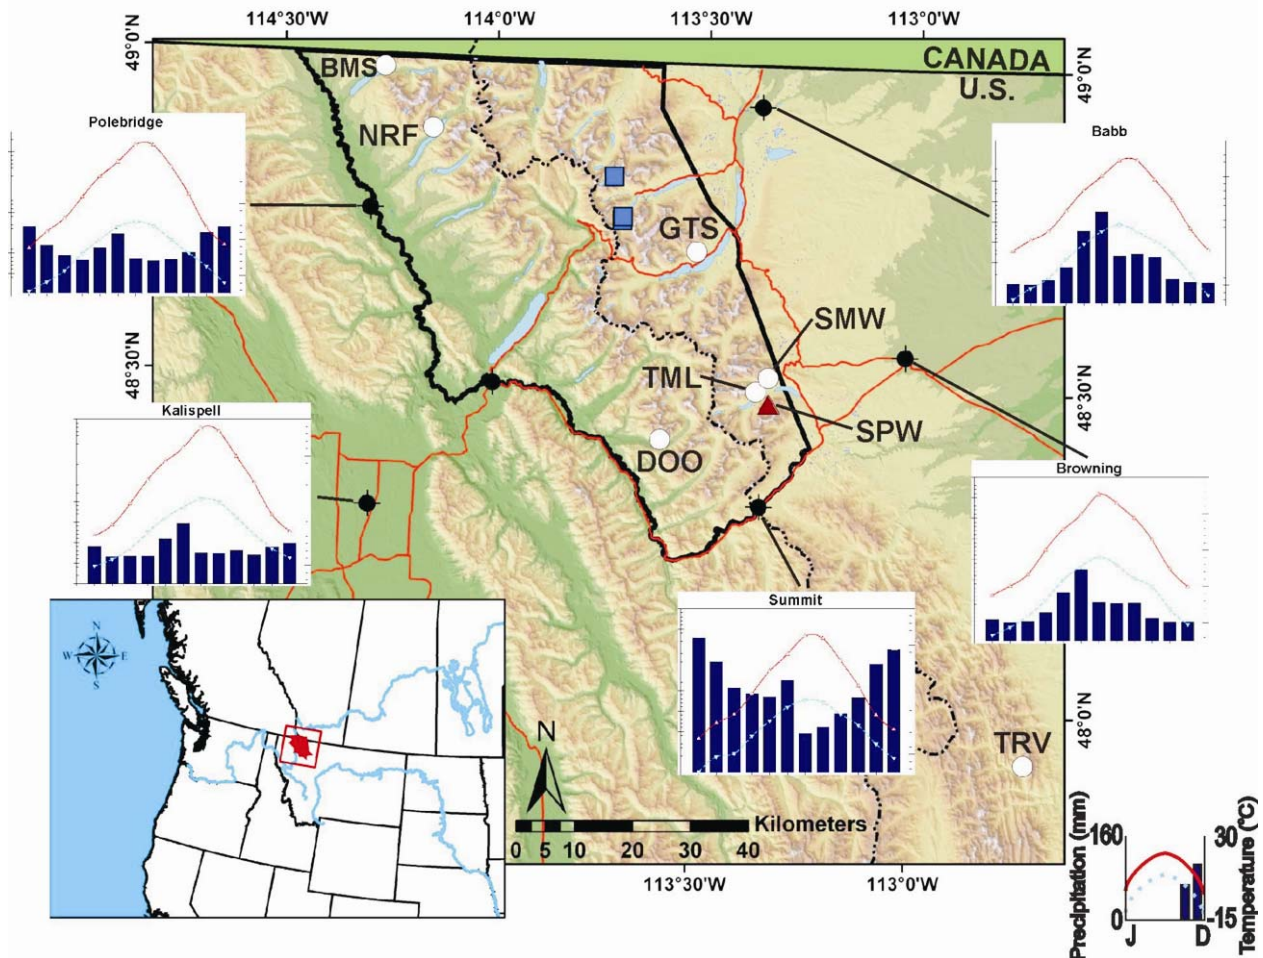 114°30'W 114°0'W 113°30'W 113°0'W
49°0'N
CANADA
U.S.
49°0'N
BMS
NRF
Polebridge
Babb
GTS
SMW
TML
SPW
DOO
48°30'N
48°30'N
Kalispell
Browning
Summit
N
W E
S
N
TRV
48°0'N
Kilometers
0 5 10 20 30 40
113°30'W 113°0'W
Precipitation (mm)
160
0
J D
30
-15
Temperature (°C)